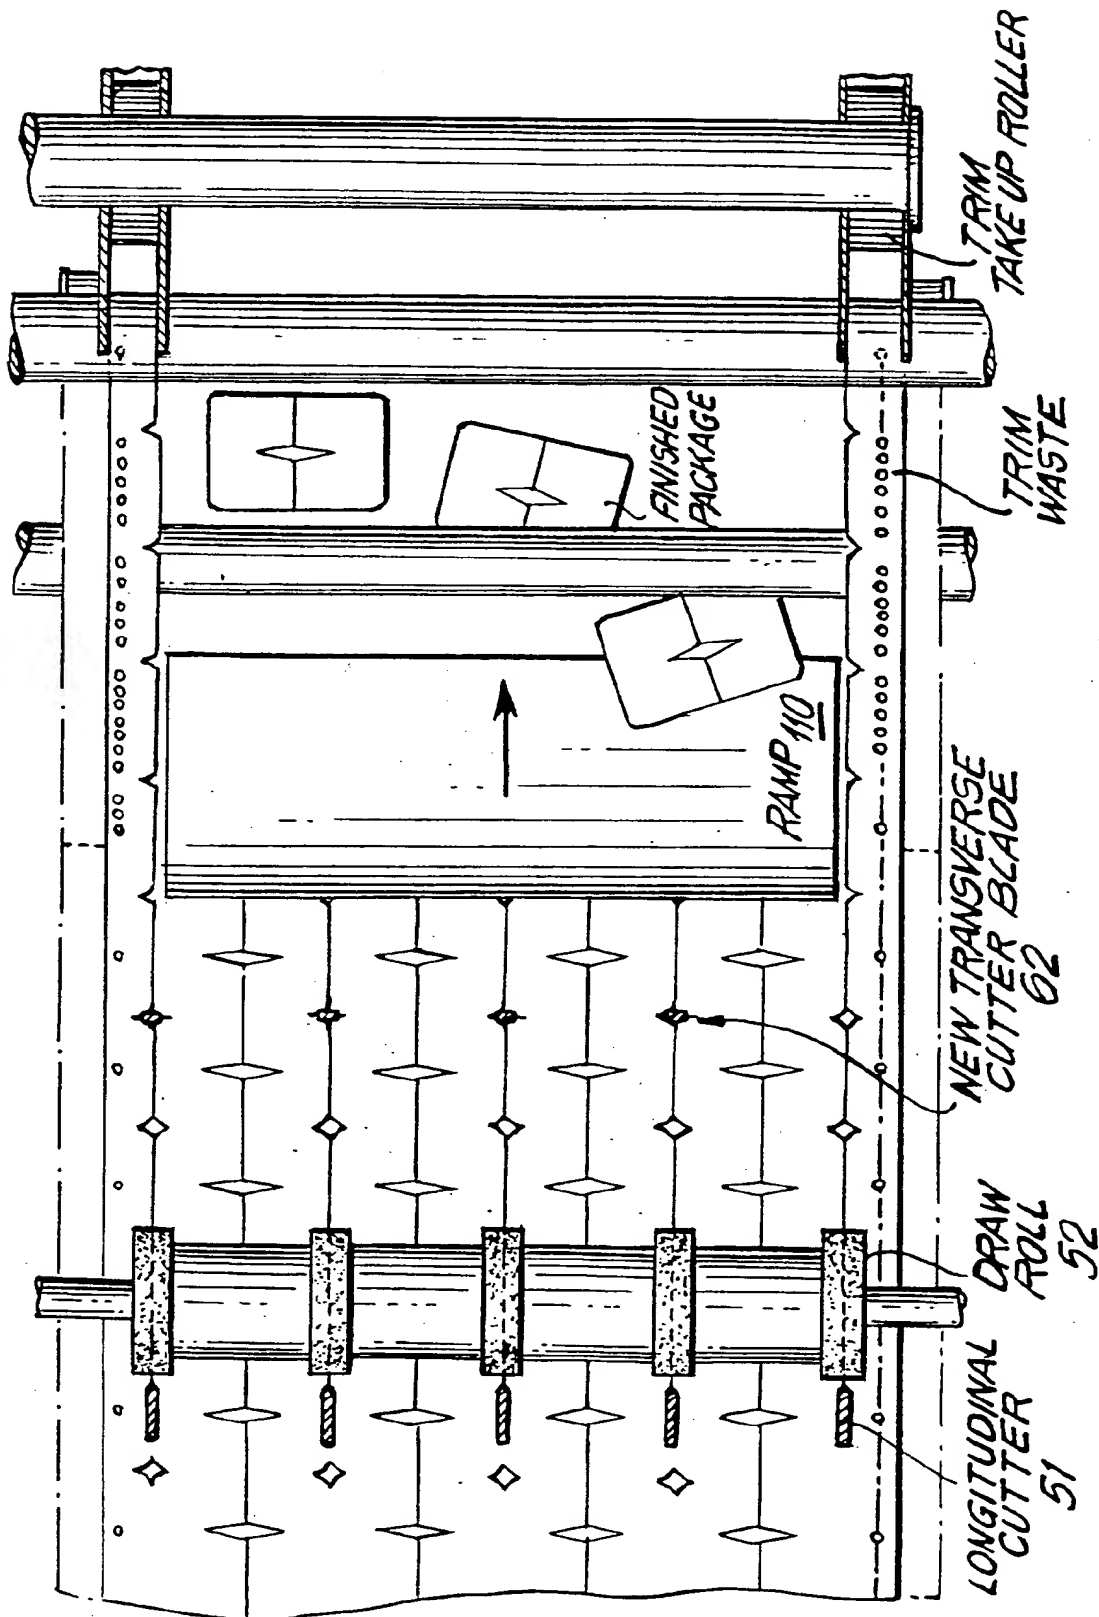 TRIM
TAKE UP ROLLER
FINISHED
PACKAGE
TRIM
WASTE
RAMP 110
NEW TRANSVERSE
CUTTER BLADE
62
DRAW
ROLL
52
LONGITUDINAL
CUTTER
51